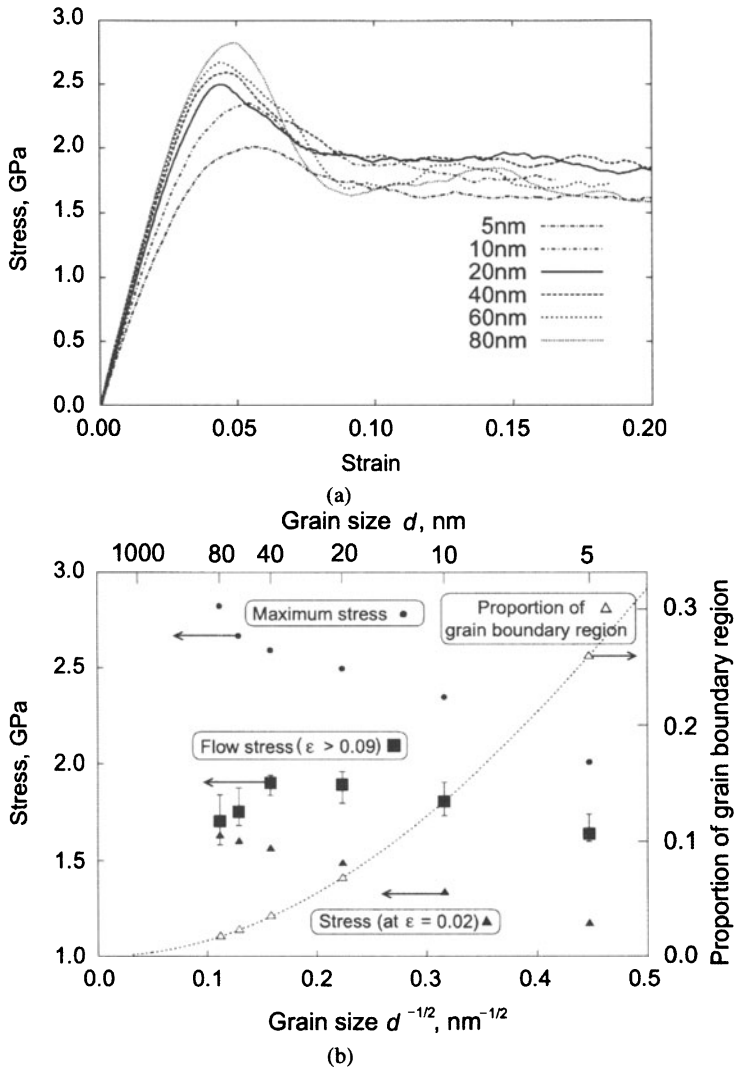 3.0
2.5
2.0
1.5
1.0
0.5
0.0
Stress, GPa
5nm
10nm
20nm
40nm
60nm
80nm
0.00 0.05 0.10 0.15 0.20
Strain
(a)
Grain size d, nm
1000 80 40 20 10 5
3.0
2.5
2.0
1.5
1.0
Stress, GPa
Maximum stress
Proportion of
grain boundary region
Flow stress (ε > 0.09)
Stress (at ε = 0.02)
0.3
0.2
0.1
0.0
Proportion of grain boundary region
0.0 0.1 0.2 0.3 0.4 0.5
Grain size d −1/2, nm−1/2
(b)